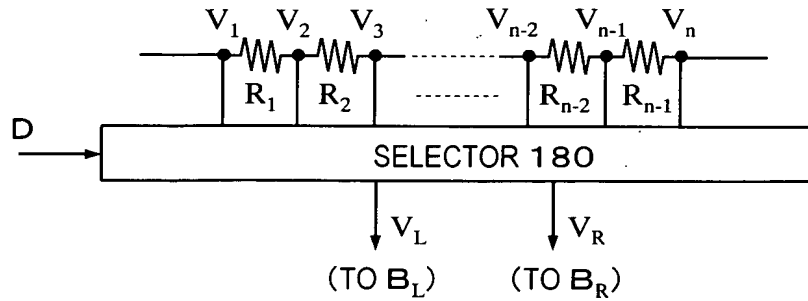 V1 V2 V3 Vn-2 Vn-1 Vn
R1 R2 Rn-2 Rn-1
D
SELECTOR 180
VL VR
(TO BL) (TO BR)